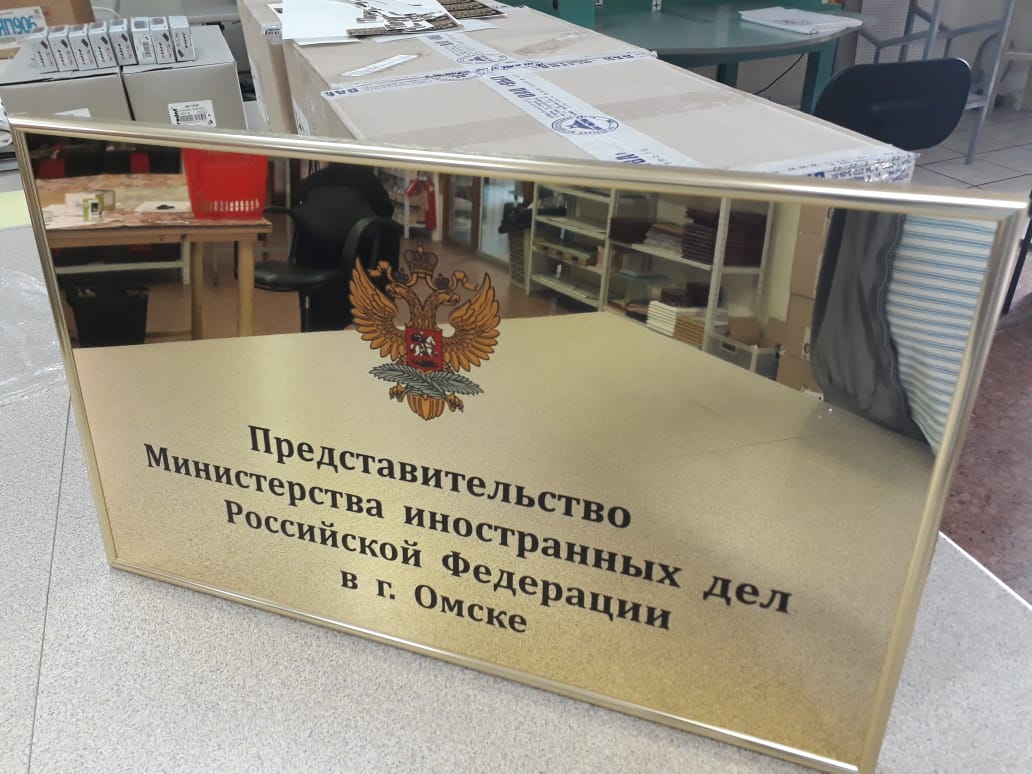 Представительство
Министерства иностранных дел
Российской Федерации
в г. Омске